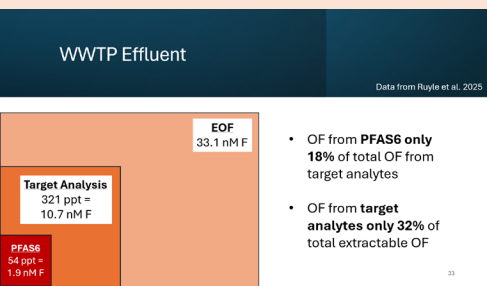 WWTP Effluent
Data from Ruyle et al. 2025
EOF
33.1 nM F
Target Analysis
321 ppt =
10.7 nM F
PFAS6
54 ppt =
1.9 nM F
• OF from PFAS6 only
18% of total OF from
target analytes
• OF from target
analytes only 32% of
total extractable OF
33